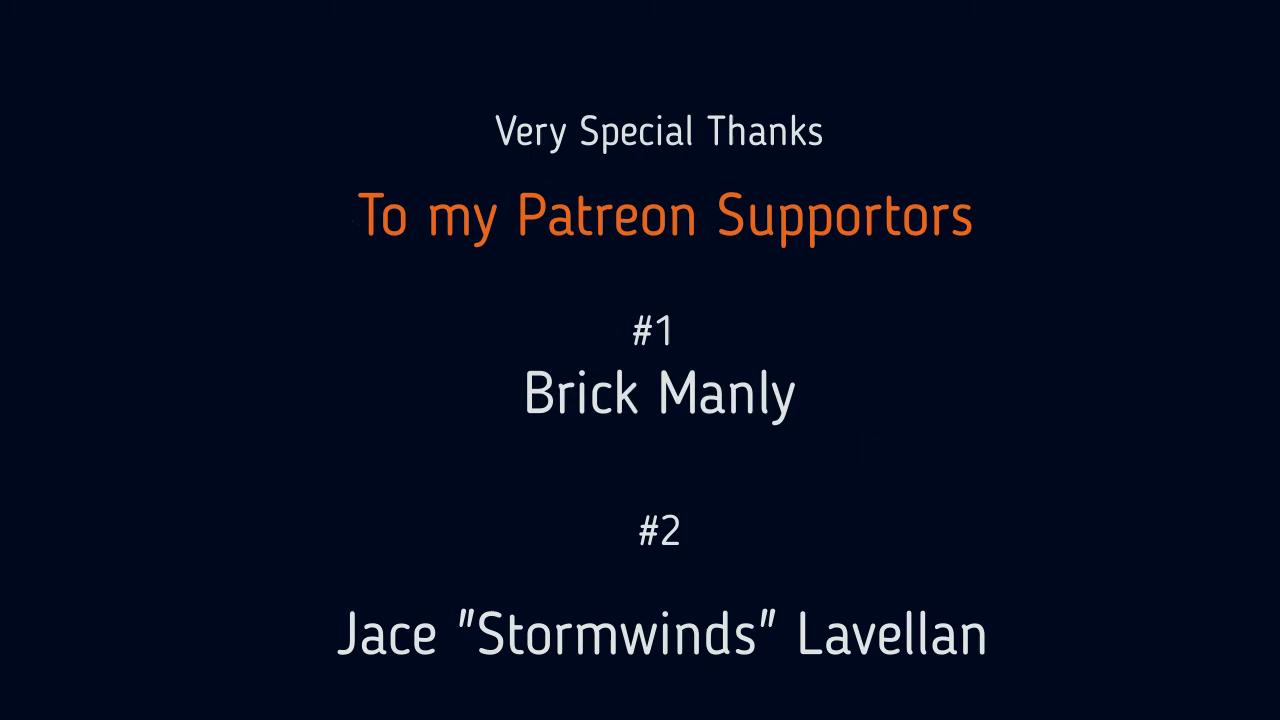 Very Special Thanks
To my Patreon Supportors
#1
Brick Manly
#2
Jace "Stormwinds" Lavellan